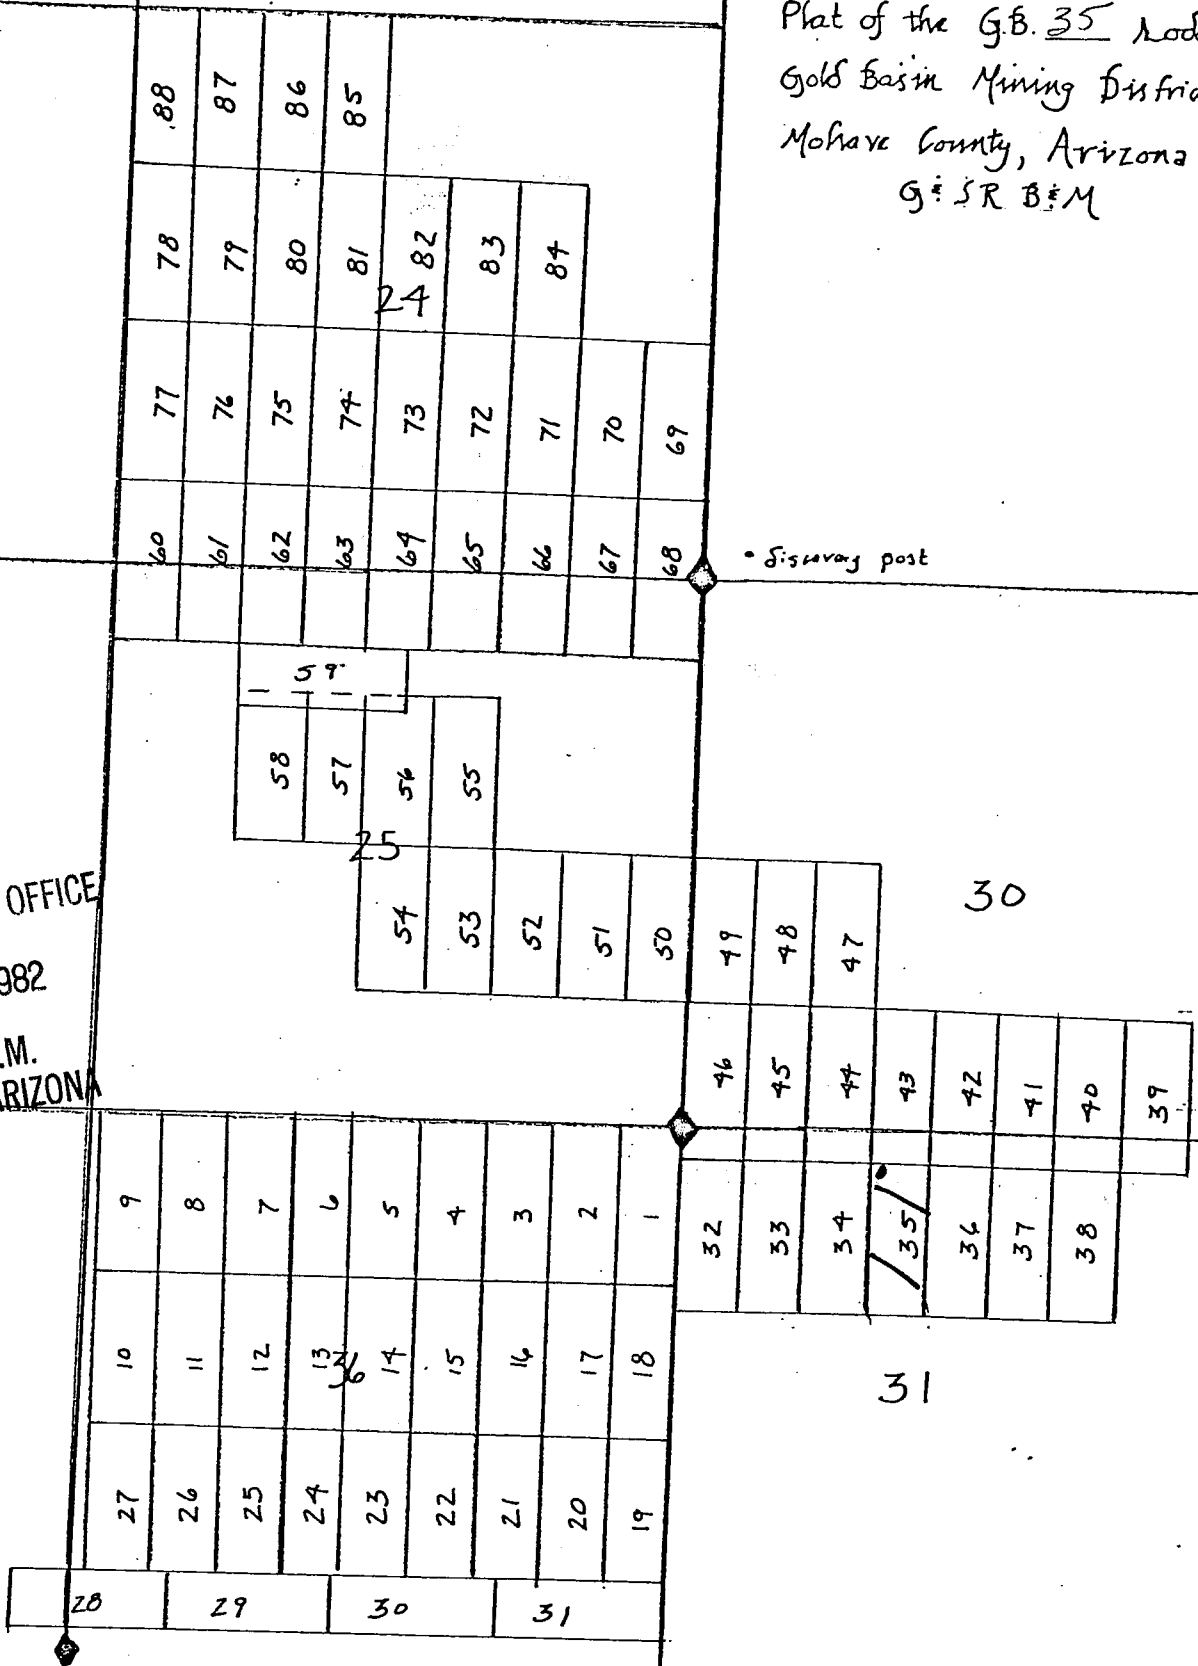 Plat of the G.B. 35 Lode
Gold Basin Mining Distric
Mohave County, Arizona
G & S R B & M
88 87 86 85
78 79 80 81 82 83 84
24
77 76 75 74 73 72 71 70 69
60 61 62 63 64 65 66 67 68
• discovery post
59
58 57 56 55
25
54 53 52 51 50 49 48 47
30
OFFICE
982
.M.
ARIZONA
46 45 44 43 42 41 40 39
9 8 7 6 5 4 3 2 1
32 33 34 35 36 37 38
10 11 12 13 14 15 16 17 18
36
31
27 26 25 24 23 22 21 20 19
28 29 30 31